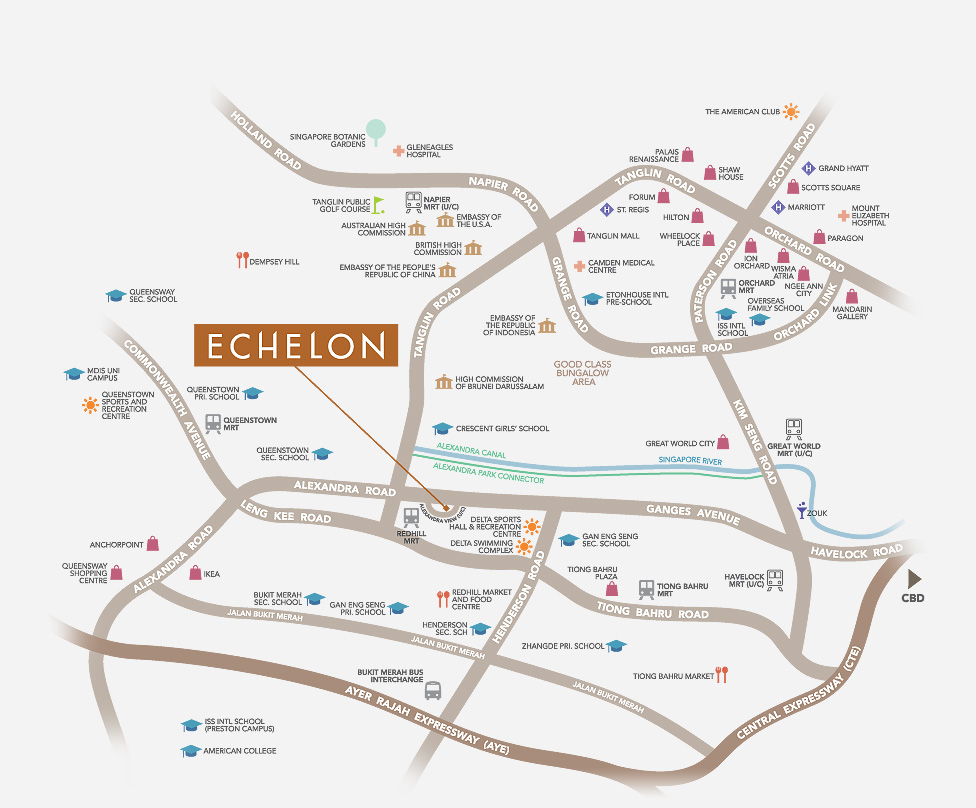 THE AMERICAN CLUB
HOLLAND ROAD
SCOTTS ROAD
SINGAPORE BOTANIC
GARDENS
GLENEAGLES
HOSPITAL
PALAIS
RENAISSANCE
SHAW
HOUSE
GRAND HYATT
TANGLIN ROAD
NAPIER ROAD
SCOTTS SQUARE
FORUM
TANGLIN PUBLIC
GOLF COURSE
NAPIER
MRT (U/C)
ST. REGIS
MARRIOTT
MOUNT
ELIZABETH
HOSPITAL
HILTON
EMBASSY OF
THE U.S.A.
AUSTRALIAN HIGH
COMMISSION
TANGLIN MALL
WHEELOCK
PLACE
ORCHARD ROAD
PARAGON
BRITISH HIGH
COMMISSION
ION
ORCHARD
WISMA
ATRIA
DEMPSEY HILL
EMBASSY OF THE PEOPLE'S
REPUBLIC OF CHINA
CAMDEN MEDICAL
CENTRE
GRANGE ROAD
PATERSON ROAD
ORCHARD
MRT
NGEE ANN
CITY
ORCHARD LINK
QUEENSWAY
SEC. SCHOOL
ETONHOUSE INTL
PRE-SCHOOL
OVERSEAS
FAMILY SCHOOL
MANDARIN
GALLERY
TANGLIN ROAD
ISS INTL
SCHOOL
EMBASSY OF
THE REPUBLIC
OF INDONESIA
ECHELON
GRANGE ROAD
COMMONWEALTH AVENUE
GOOD CLASS
BUNGALOW
AREA
MDIS UNI
CAMPUS
HIGH COMMISSION
OF BRUNEI DARUSSALAM
QUEENSTOWN
PRI. SCHOOL
QUEENSTOWN
SPORTS AND
RECREATION
CENTRE
KIM SENG ROAD
QUEENSTOWN
MRT
CRESCENT GIRLS' SCHOOL
GREAT WORLD CITY
GREAT WORLD
MRT (U/C)
QUEENSTOWN
SEC. SCHOOL
ALEXANDRA CANAL
SINGAPORE RIVER
ALEXANDRA PARK CONNECTOR
ALEXANDRA ROAD
LENG KEE ROAD
ALEXANDRA VIEW (U/C)
GANGES AVENUE
ZOUK
REDHILL
MRT
DELTA SPORTS
HALL & RECREATION
CENTRE
DELTA SWIMMING
COMPLEX
GAN ENG SENG
SEC. SCHOOL
HAVELOCK ROAD
ANCHORPOINT
ALEXANDRA ROAD
QUEENSWAY
SHOPPING
CENTRE
IKEA
TIONG BAHRU
PLAZA
TIONG BAHRU
MRT
HAVELOCK
MRT (U/C)
CBD
BUKIT MERAH
SEC. SCHOOL
GAN ENG SENG
PRI. SCHOOL
REDHILL MARKET
AND FOOD
CENTRE
HENDERSON ROAD
TIONG BAHRU ROAD
JALAN BUKIT MERAH
HENDERSON
SEC. SCH
JALAN BUKIT MERAH
ZHANGDE PRI. SCHOOL
BUKIT MERAH BUS
INTERCHANGE
TIONG BAHRU MARKET
JALAN BUKIT MERAH
AYER RAJAH EXPRESSWAY (AYE)
CENTRAL EXPRESSWAY (CTE)
ISS INTL SCHOOL
(PRESTON CAMPUS)
AMERICAN COLLEGE